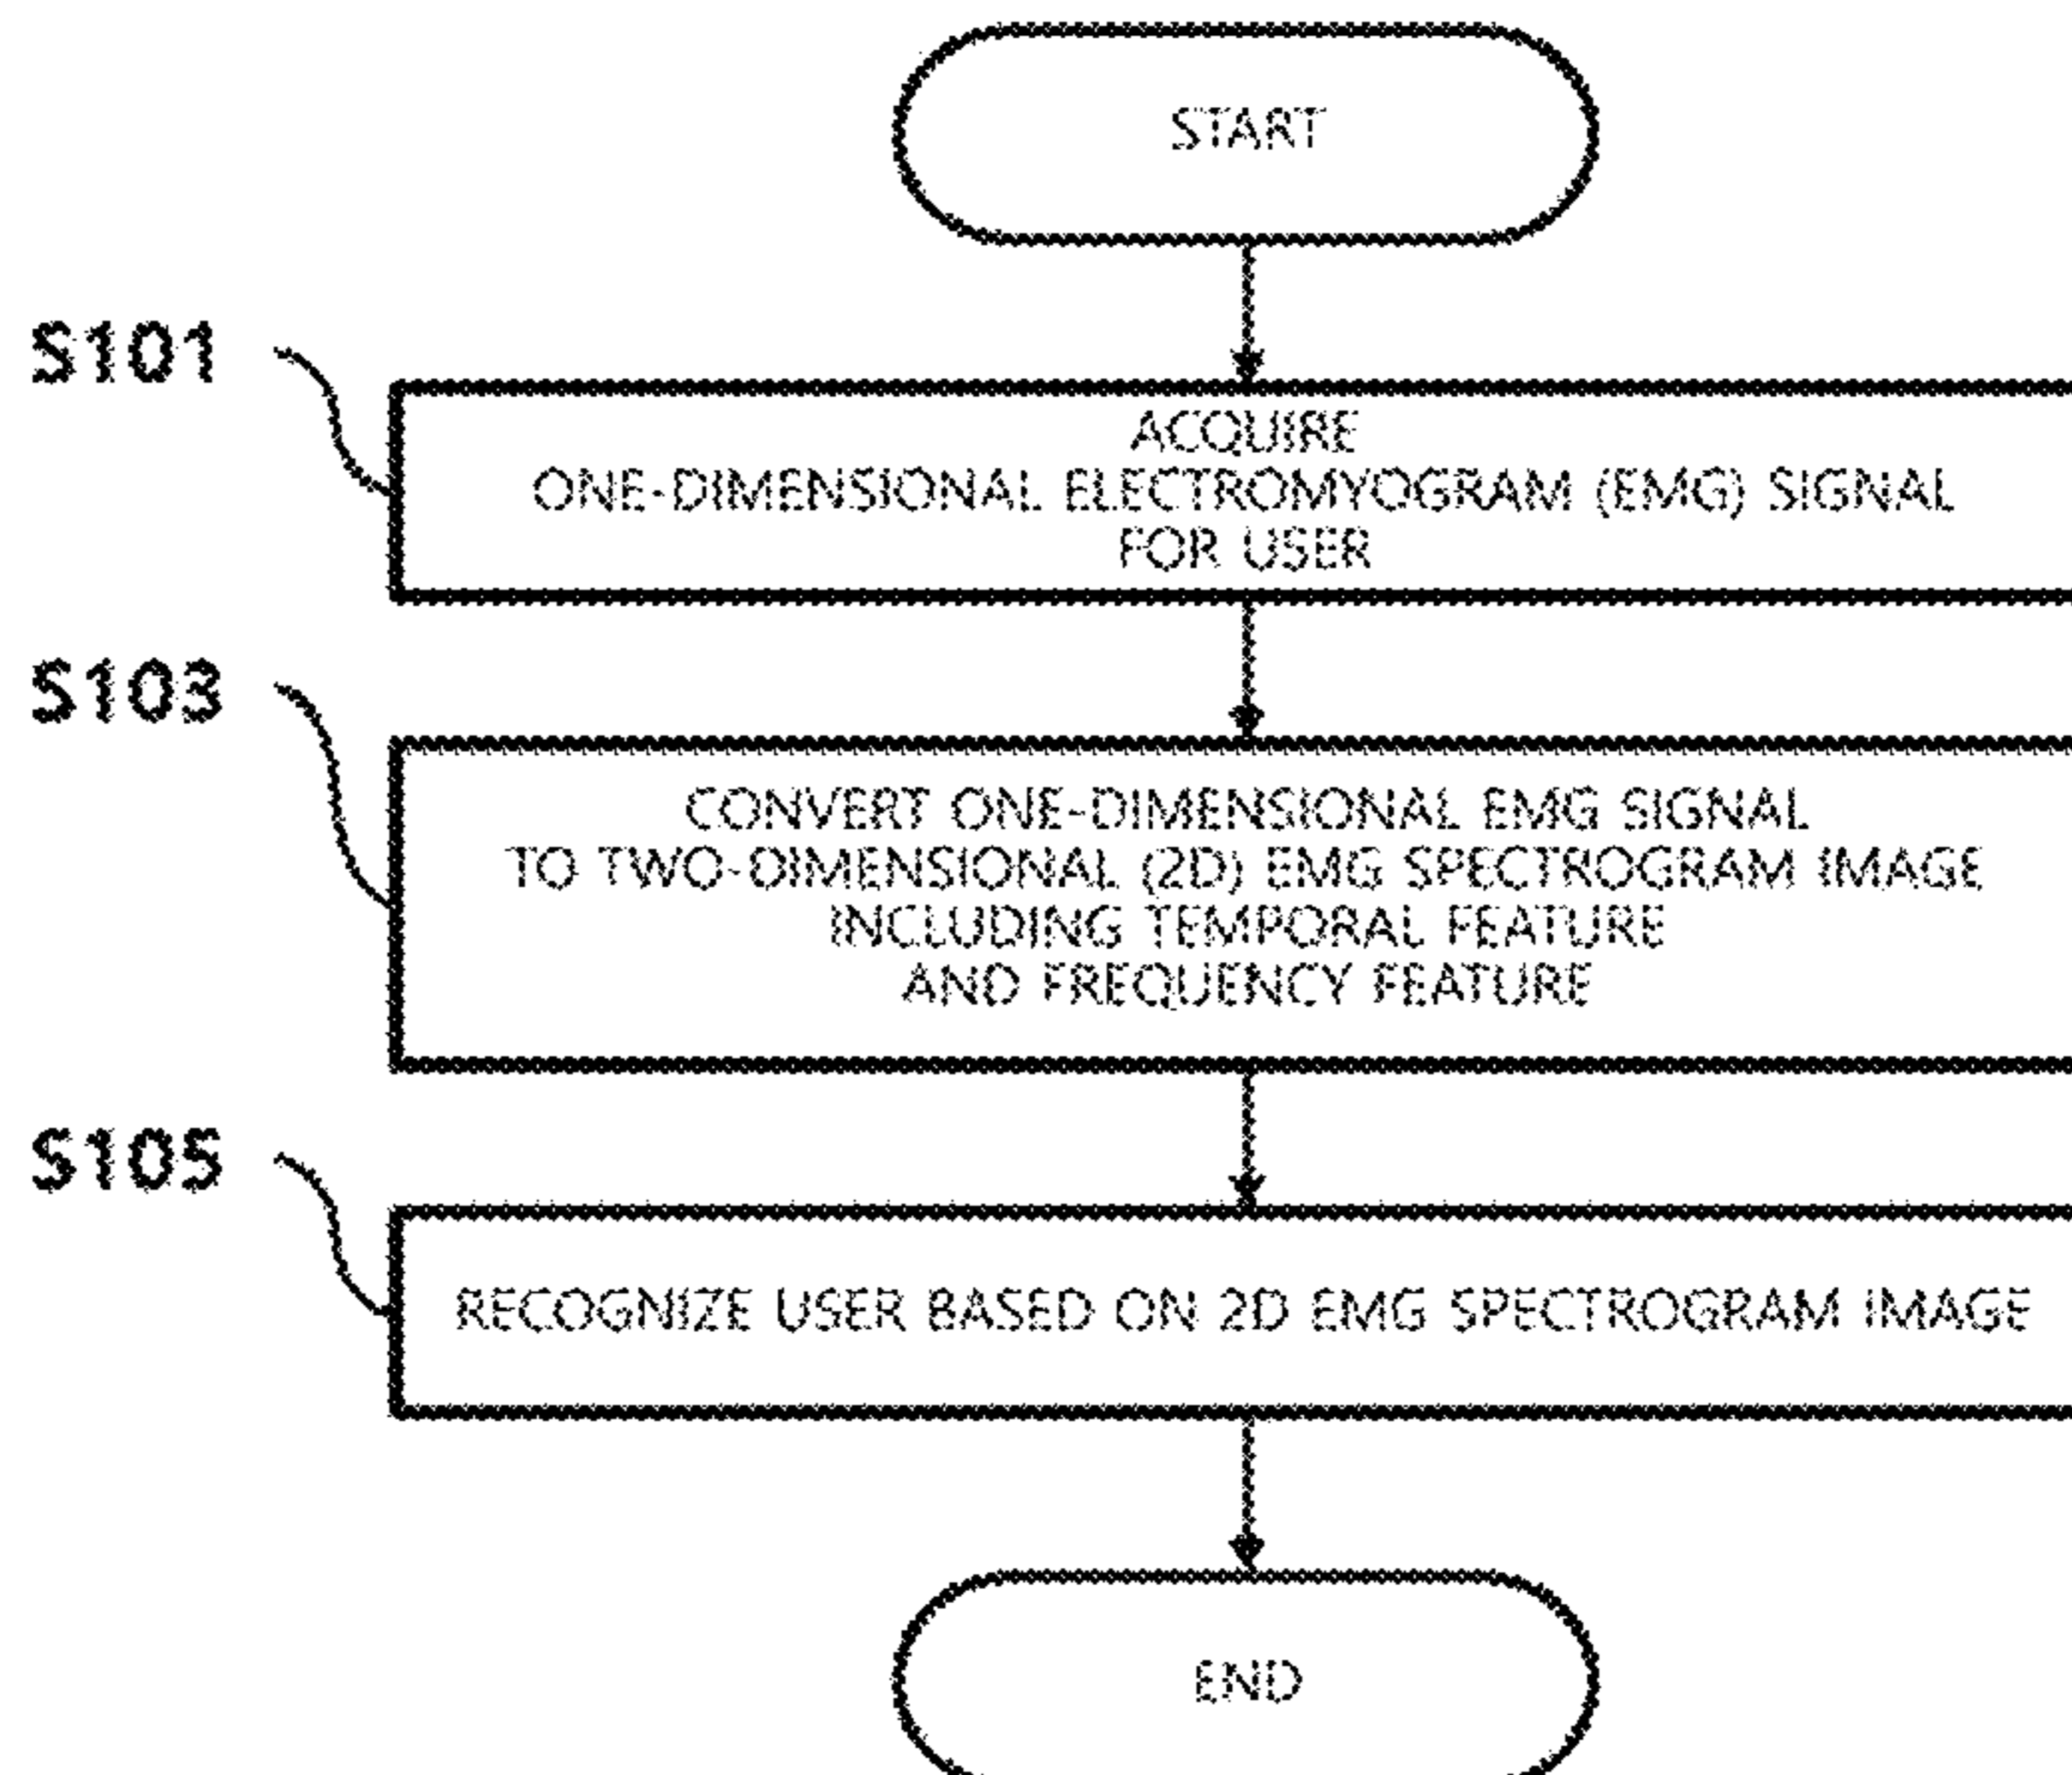 START
S101
ACQUIRE
ONE-DIMENSIONAL ELECTROMYOGRAM (EMG) SIGNAL
FOR USER
S103
CONVERT ONE-DIMENSIONAL EMG SIGNAL
TO TWO-DIMENSIONAL (2D) EMG SPECTROGRAM IMAGE
INCLUDING TEMPORAL FEATURE
AND FREQUENCY FEATURE
S105
RECOGNIZE USER BASED ON 2D EMG SPECTROGRAM IMAGE
END